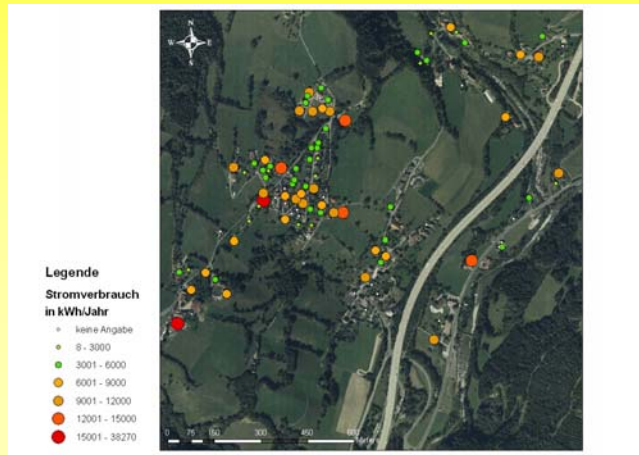 N
W E
S
Legende
Stromverbrauch
in kWh/Jahr
keine Angabe
8 - 3000
3001 - 6000
6001 - 9000
9001 - 12000
12001 - 15000
15001 - 38270
0 75 150 300 450 600